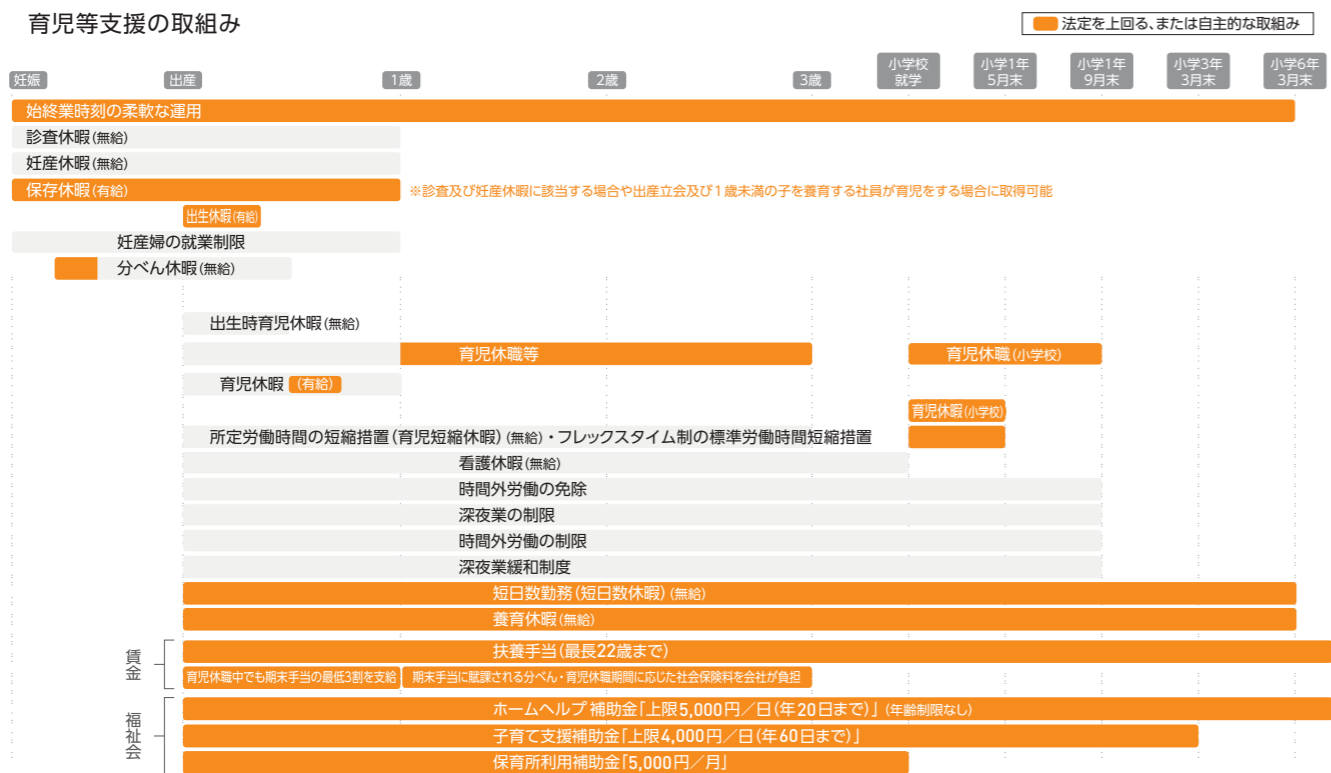 育児等支援の取組み
法定を上回る、または自主的な取組み
妊娠
出産
1歳
2歳
3歳
小学校
就学
小学1年
5月末
小学1年
9月末
小学3年
3月末
小学6年
3月末
始終業時刻の柔軟な運用
診査休暇(無給)
妊産休暇(無給)
保存休暇(有給)
※診査及び妊産休暇に該当する場合や出産立会及び1歳未満の子を養育する社員が育児をする場合に取得可能
出生休暇(有給)
妊産婦の就業制限
分べん休暇(無給)
出生時育児休暇(無給)
育児休職等
育児休職(小学校)
育児休暇(有給)
育児休暇(小学校)
所定労働時間の短縮措置(育児短縮休暇)(無給)・フレックスタイム制の標準労働時間短縮措置
看護休暇(無給)
時間外労働の免除
深夜業の制限
時間外労働の制限
深夜業緩和制度
短日数勤務(短日数休暇)(無給)
養育休暇(無給)
賃金
扶養手当(最長22歳まで)
育児休職中でも期末手当の最低3割を支給
期末手当に賦課される分べん・育児休職期間に応じた社会保険料を会社が負担
福祉会
ホームヘルプ補助金「上限5,000円/日(年20日まで)」(年齢制限なし)
子育て支援補助金「上限4,000円/日(年60日まで)」
保育所利用補助金「5,000円/月」